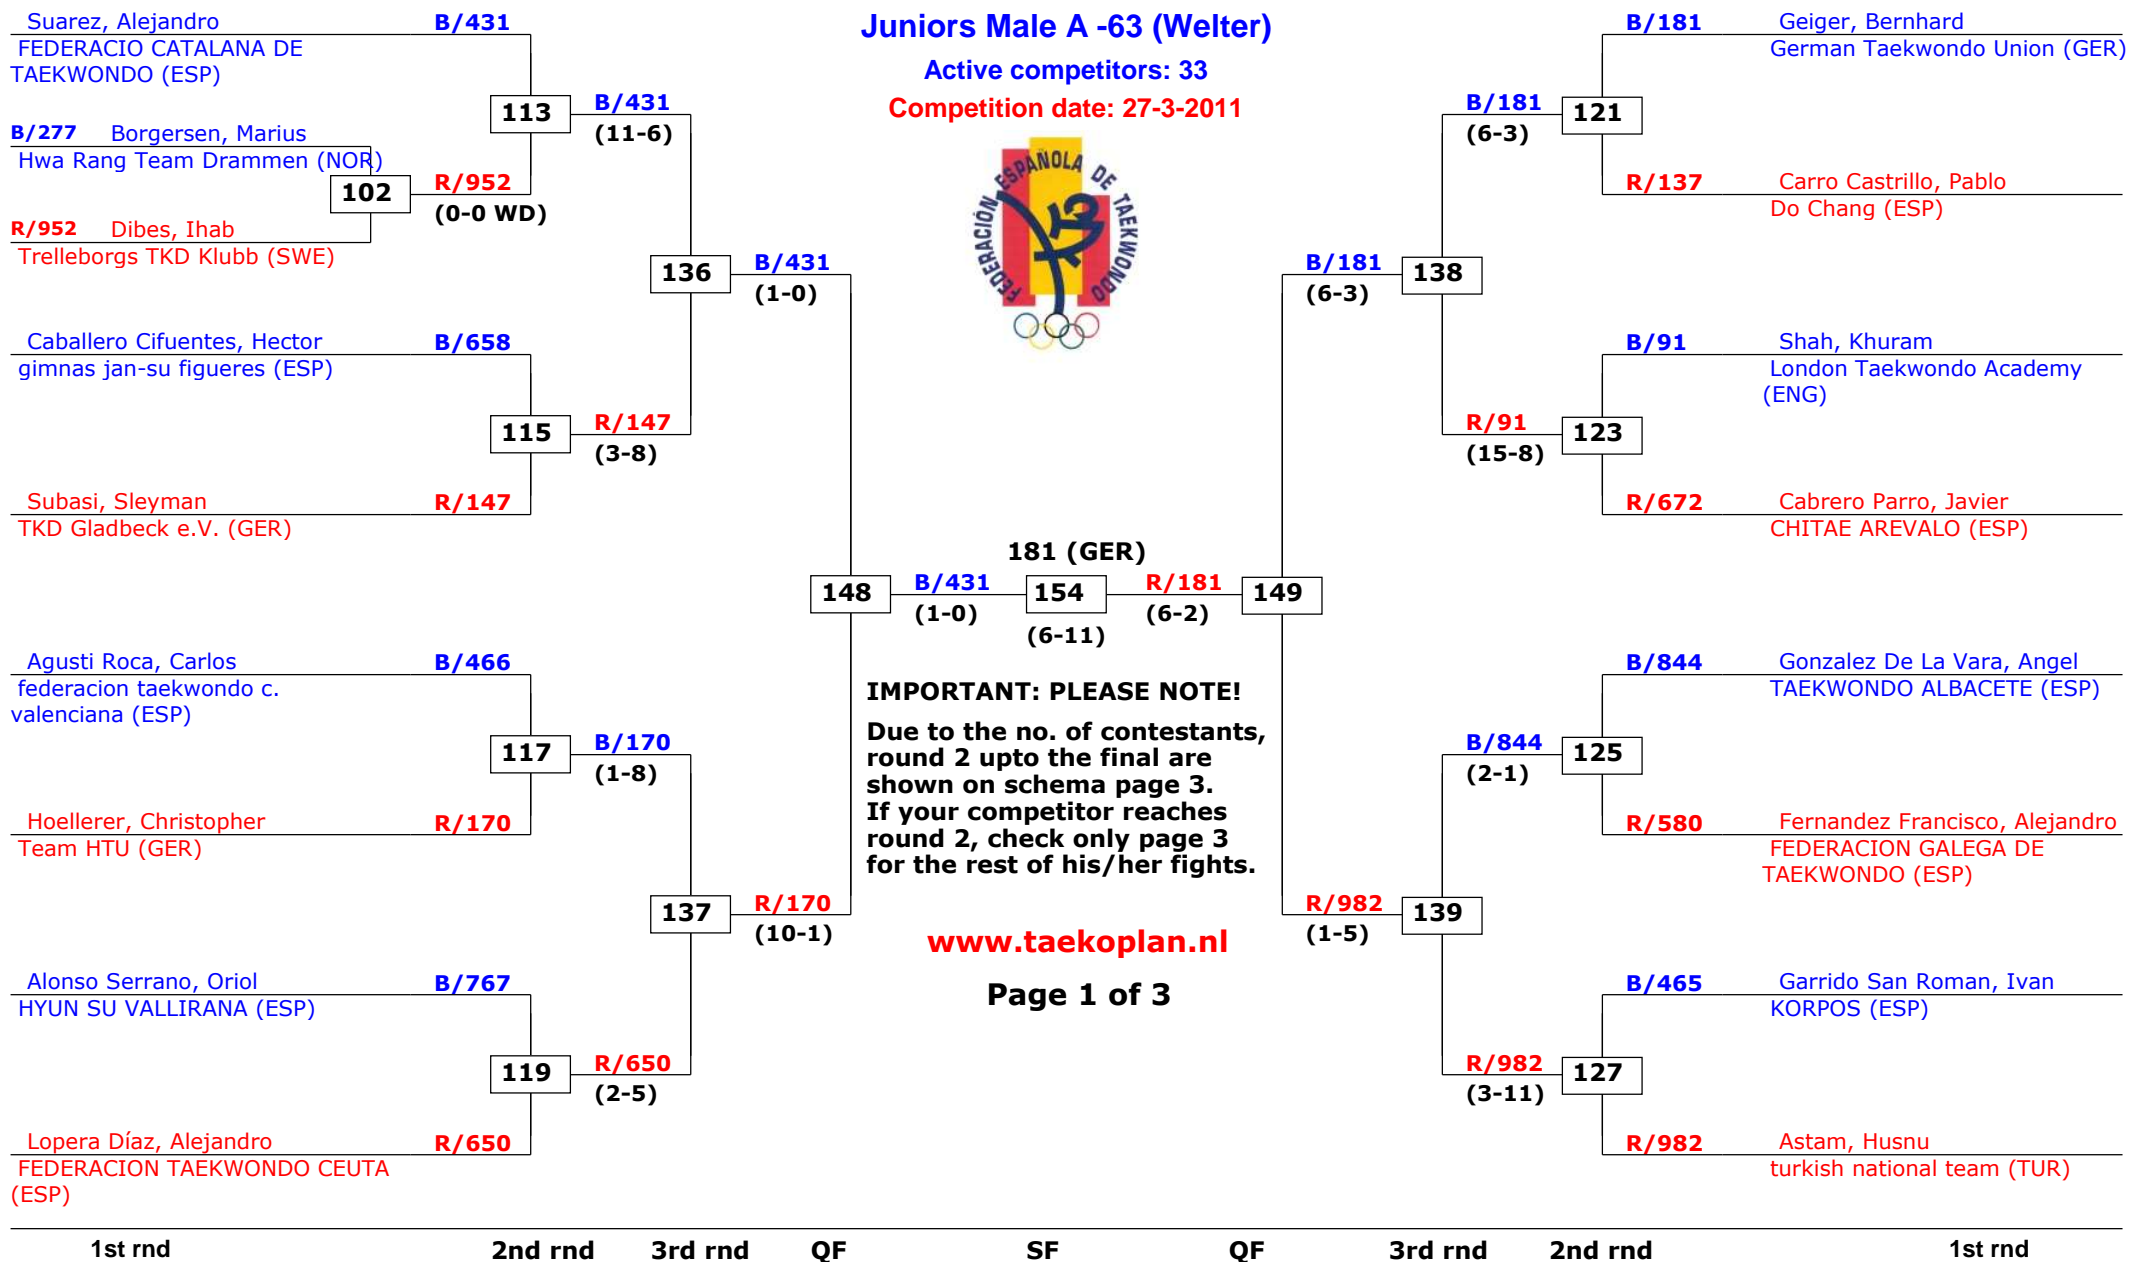 Juniors Male A -63 (Welter)
Active competitors: 33
Competition date: 27-3-2011
FEDERACIÓN ESPAÑOLA DE TAEKWONDO
Suarez, Alejandro B/431
FEDERACIO CATALANA DE
TAEKWONDO (ESP)
113
B/431
(11-6)
B/277 Borgersen, Marius
Hwa Rang Team Drammen (NOR)
102
R/952
(0-0 WD)
R/952 Dibes, Ihab
Trelleborgs TKD Klubb (SWE)
136
B/431
(1-0)
Caballero Cifuentes, Hector B/658
gimnas jan-su figueres (ESP)
115
R/147
(3-8)
Subasi, Sleyman R/147
TKD Gladbeck e.V. (GER)
148
B/431
(1-0)
Agusti Roca, Carlos B/466
federacion taekwondo c.
valenciana (ESP)
117
B/170
(1-8)
Hoellerer, Christopher R/170
Team HTU (GER)
137
R/170
(10-1)
Alonso Serrano, Oriol B/767
HYUN SU VALLIRANA (ESP)
119
R/650
(2-5)
Lopera Díaz, Alejandro R/650
FEDERACION TAEKWONDO CEUTA
(ESP)
181 (GER)
154
(6-11)
IMPORTANT: PLEASE NOTE!
Due to the no. of contestants,
round 2 upto the final are
shown on schema page 3.
If your competitor reaches
round 2, check only page 3
for the rest of his/her fights.
www.taekoplan.nl
Page 1 of 3
B/181 Geiger, Bernhard
German Taekwondo Union (GER)
B/181
(6-3)
121
R/137 Carro Castrillo, Pablo
Do Chang (ESP)
B/181
(6-3)
138
B/91 Shah, Khuram
London Taekwondo Academy
(ENG)
R/91
(15-8)
123
R/672 Cabrero Parro, Javier
CHITAE AREVALO (ESP)
R/181
(6-2)
149
B/844 Gonzalez De La Vara, Angel
TAEKWONDO ALBACETE (ESP)
B/844
(2-1)
125
R/580 Fernandez Francisco, Alejandro
FEDERACION GALEGA DE
TAEKWONDO (ESP)
R/982
(1-5)
139
B/465 Garrido San Roman, Ivan
KORPOS (ESP)
R/982
(3-11)
127
R/982 Astam, Husnu
turkish national team (TUR)
1st rnd 2nd rnd 3rd rnd QF SF QF 3rd rnd 2nd rnd 1st rnd